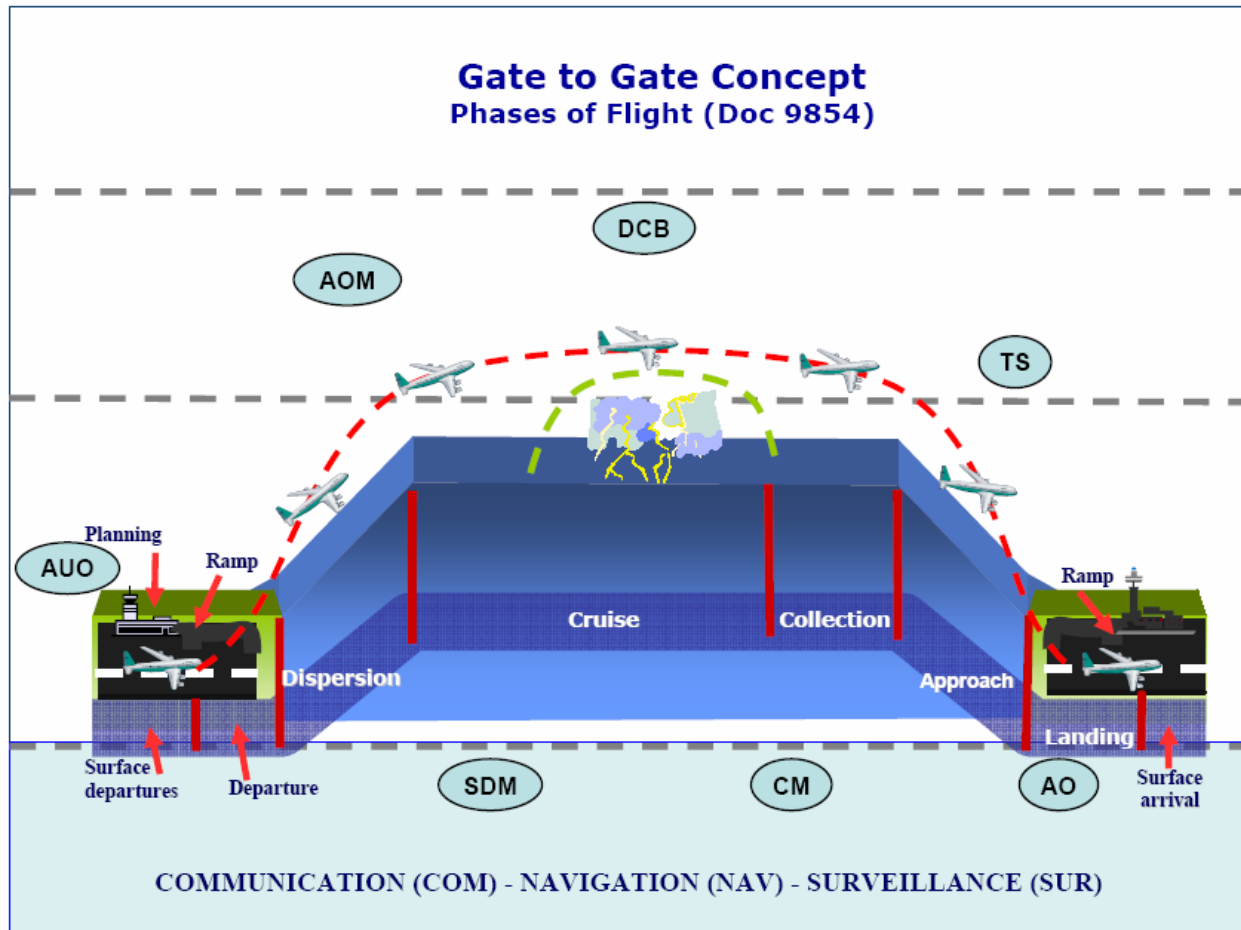 Gate to Gate Concept
Phases of Flight (Doc 9854)
DCB
AOM
TS
Planning
Ramp
AUO
Ramp
Cruise
Collection
Dispersion
Approach
Landing
Surface
departures
Departure
SDM
CM
AO
Surface
arrival
COMMUNICATION (COM) - NAVIGATION (NAV) - SURVEILLANCE (SUR)